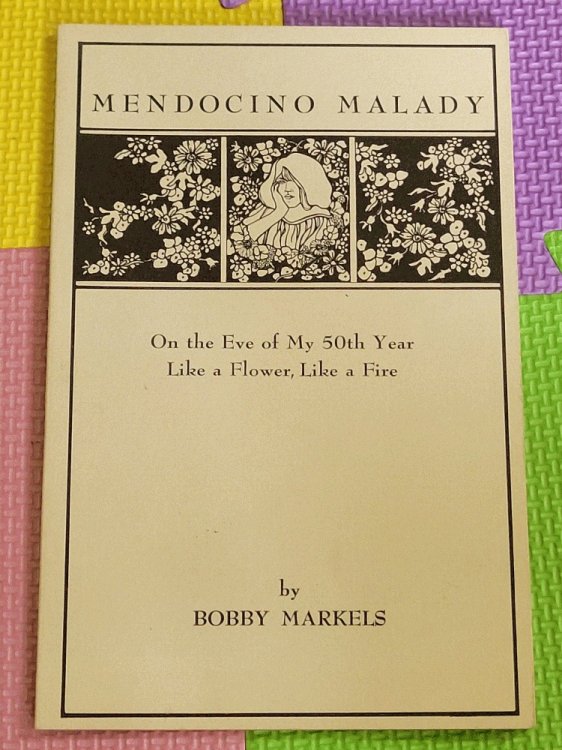 MENDOCINO MALADY
On the Eve of My 50th Year
Like a Flower, Like a Fire
by
BOBBY MARKELS